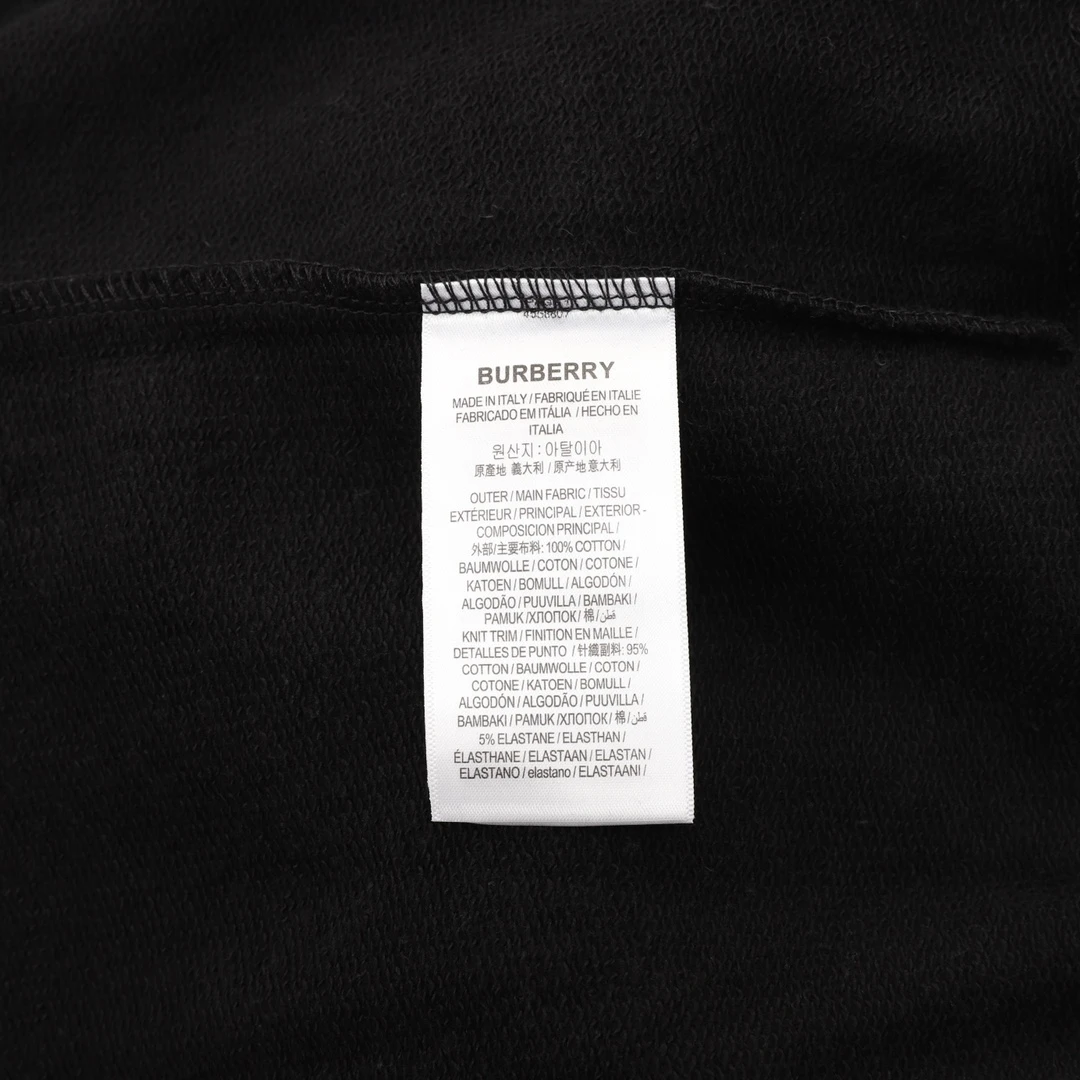 BURBERRY
MADE IN ITALY / FABRIQUÉ EN ITALIE
FABRICADO EM ITÁLIA / HECHO EN
ITALIA
원산지 : 아탈이아
原產地 義大利 / 原产地意大利
OUTER / MAIN FABRIC / TISSU
EXTÉRIEUR / PRINCIPAL / EXTERIOR -
COMPOSICION PRINCIPAL /
外部/主要布料: 100% COTTON /
BAUMWOLLE / COTON / COTONE /
KATOEN / BOMULL / ALGODÓN /
ALGODÃO / PUUVILLA / BAMBAKI /
PAMUK /ХЛОПОК/ 棉 / قطن
KNIT TRIM / FINITION EN MAILLE /
DETALLES DE PUNTO / 針織副料: 95%
COTTON / BAUMWOLLE / COTON /
COTONE / KATOEN / BOMULL /
ALGODÓN / ALGODÃO / PUUVILLA /
BAMBAKI / PAMUK /ХЛОПОК/ 棉 / قطن
5% ELASTANE / ELASTHAN /
ÉLASTHANE / ELASTAAN / ELASTAN /
ELASTANO / elastano / ELASTAANI /